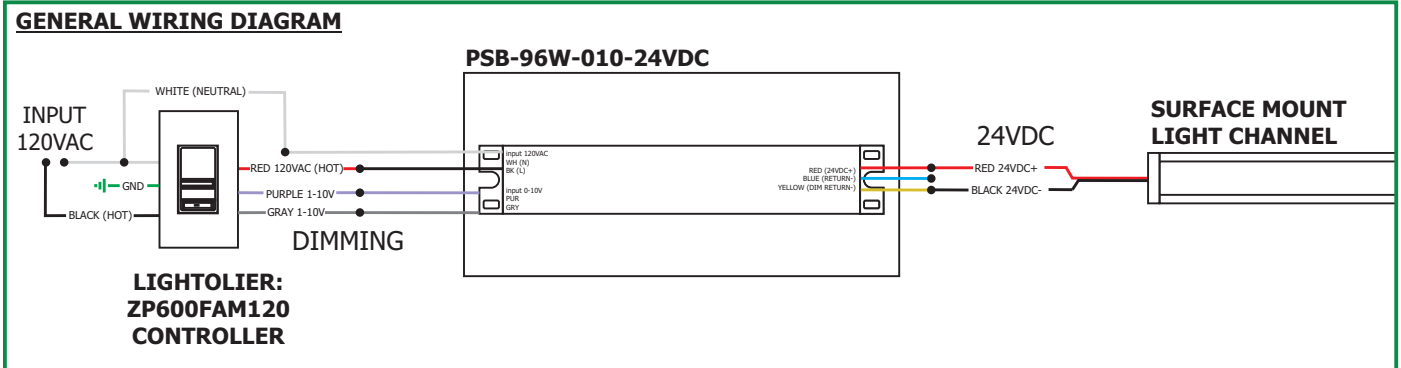 GENERAL WIRING DIAGRAM
PSB-96W-010-24VDC
WHITE (NEUTRAL)
INPUT
120VAC
GND
BLACK (HOT)
RED 120VAC (HOT)
PURPLE 1-10V
GRAY 1-10V
DIMMING
LIGHTOLIER:
ZP600FAM120
CONTROLLER
input 120VAC
WH (N)
BK (L)
input 0-10V
PUR
GRY
RED (24VDC+)
BLUE (RETURN-)
YELLOW (DIM RETURN-)
24VDC
RED 24VDC+
BLACK 24VDC-
SURFACE MOUNT
LIGHT CHANNEL